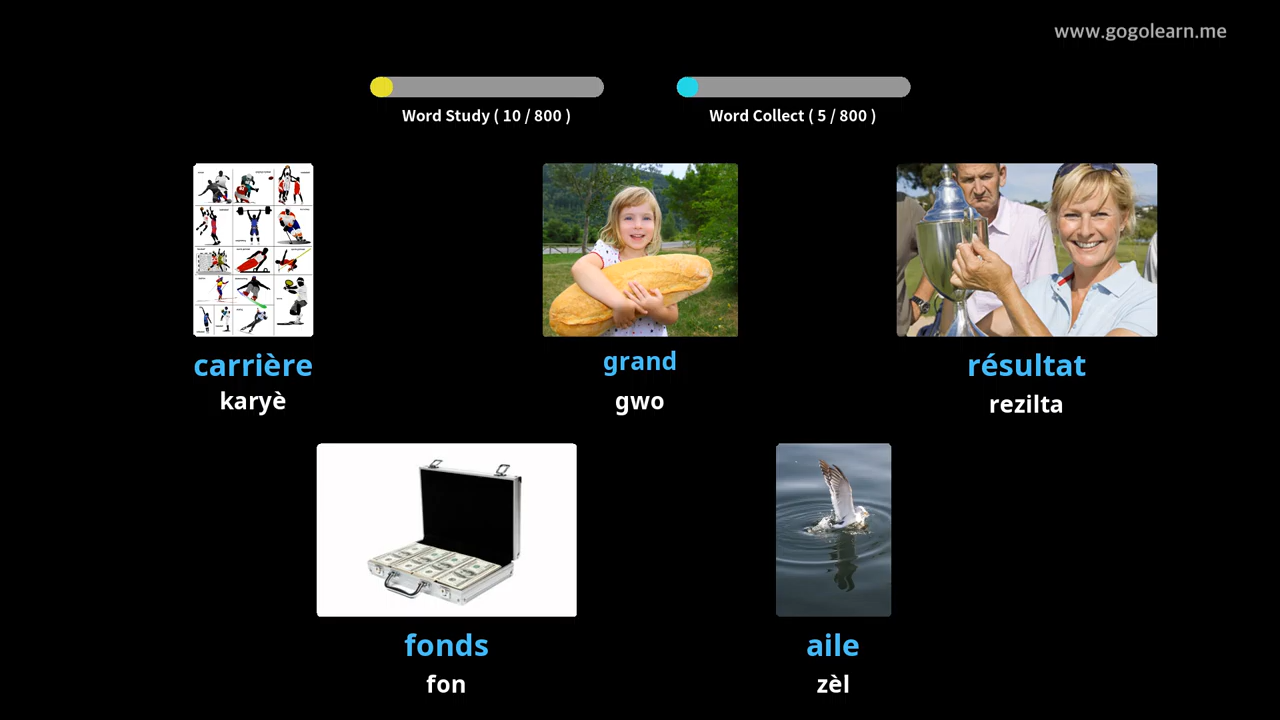 www.gogolearn.me
Word Study ( 10 / 800 )
Word Collect ( 5 / 800 )
carrière
karyè
grand
gwo
résultat
rezilta
fonds
fon
aile
zèl